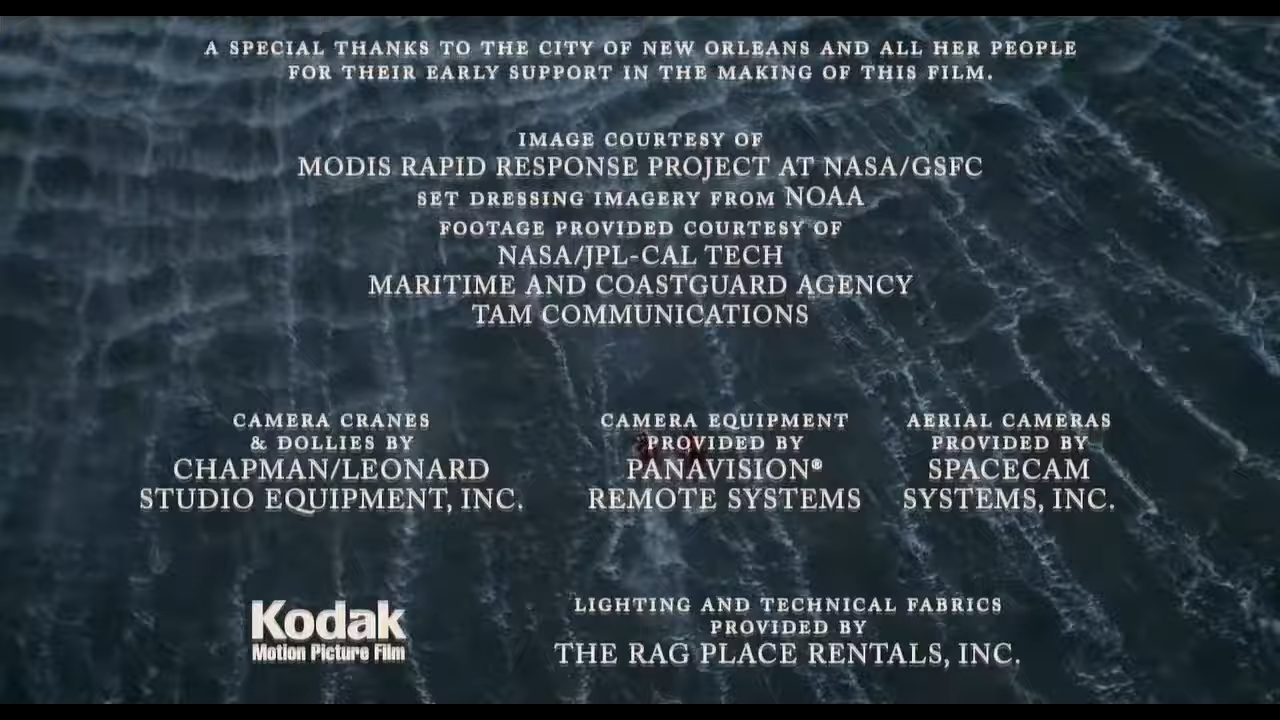 A SPECIAL THANKS TO THE CITY OF NEW ORLEANS AND ALL HER PEOPLE
FOR THEIR EARLY SUPPORT IN THE MAKING OF THIS FILM.
IMAGE COURTESY OF
MODIS RAPID RESPONSE PROJECT AT NASA/GSFC
SET DRESSING IMAGERY FROM NOAA
FOOTAGE PROVIDED COURTESY OF
NASA/JPL-CAL TECH
MARITIME AND COASTGUARD AGENCY
TAM COMMUNICATIONS
CAMERA CRANES
& DOLLIES BY
CHAPMAN/LEONARD
STUDIO EQUIPMENT, INC.
CAMERA EQUIPMENT
PROVIDED BY
PANAVISION®
REMOTE SYSTEMS
AERIAL CAMERAS
PROVIDED BY
SPACECAM
SYSTEMS, INC.
Kodak
Motion Picture Film
LIGHTING AND TECHNICAL FABRICS
PROVIDED BY
THE RAG PLACE RENTALS, INC.